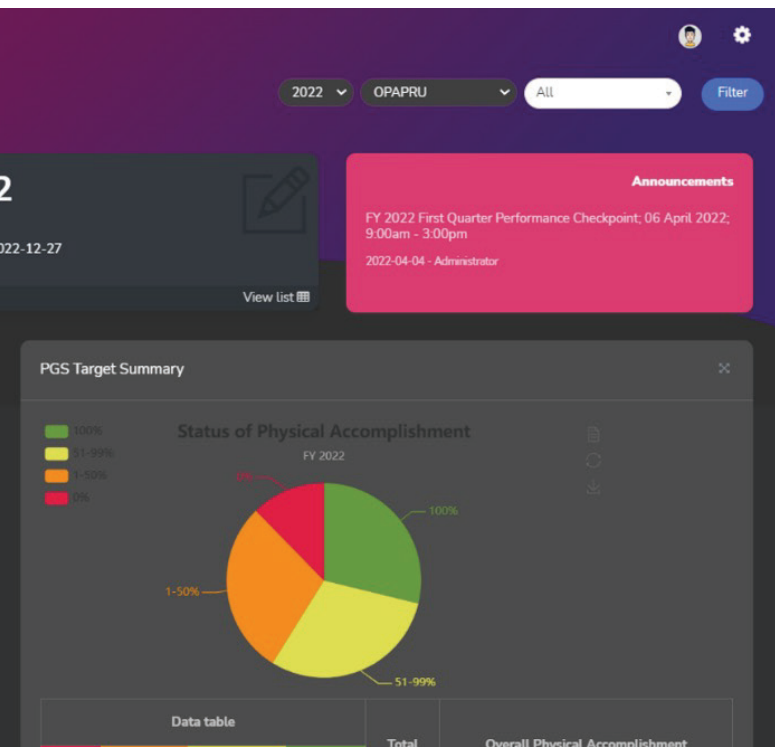 2022
OPAPRU
All
Filter
2
022-12-27
View list
Announcements
FY 2022 First Quarter Performance Checkpoint; 06 April 2022;
9:00am - 3:00pm
2022-04-04 - Administrator
PGS Target Summary
100%
51-99%
1-50%
0%
Status of Physical Accomplishment
FY 2022
0%
100%
1-50%
51-99%
Data table
Total
Overall Physical Accomplishment